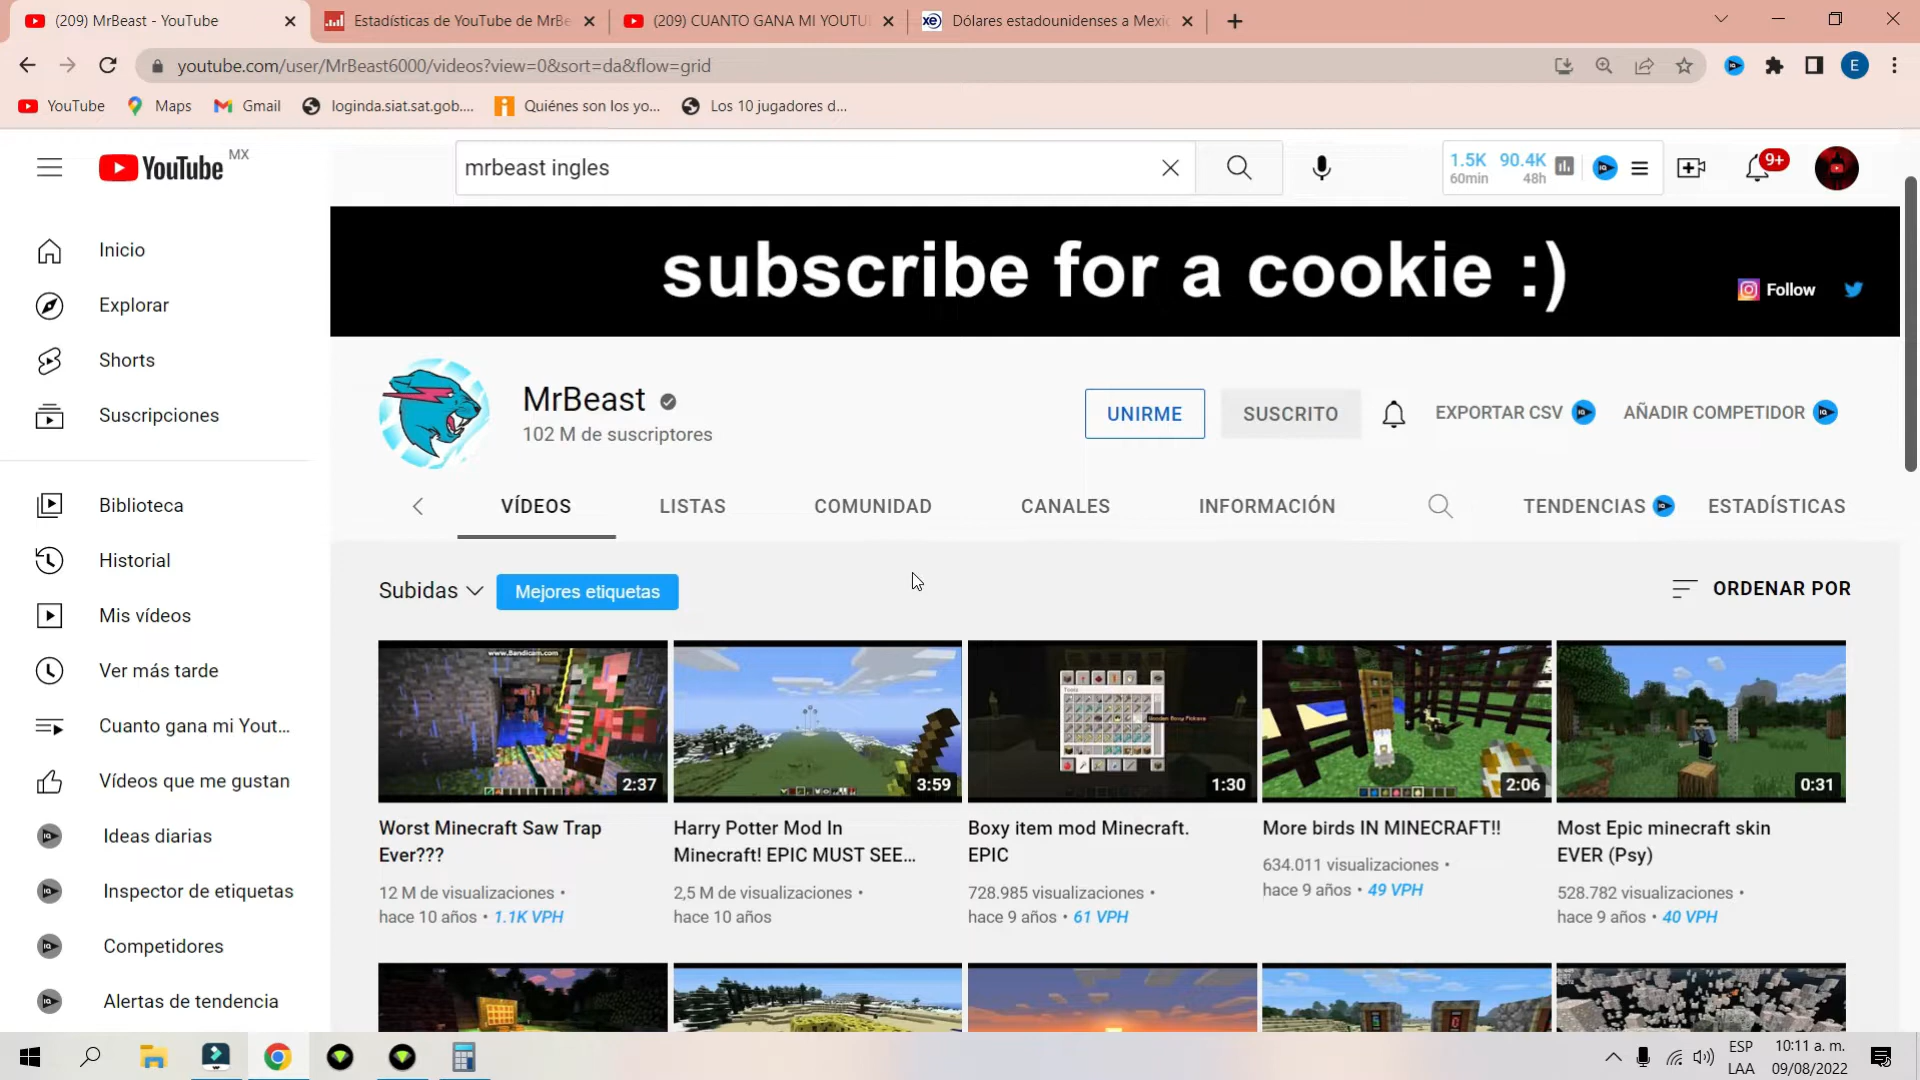 (209) MrBeast - YouTube
Estadísticas de YouTube de MrBe
(209) CUANTO GANA MI YOUTU
Dólares estadounidenses a Mexic
youtube.com/user/MrBeast6000/videos?view=0&sort=da&flow=grid
E
YouTube
Maps
Gmail
loginda.siat.sat.gob....
Quiénes son los yo...
Los 10 jugadores d...
YouTube MX
mrbeast ingles
1.5K 90.4K
60min 48h
9+
subscribe for a cookie :)
Follow
MrBeast
102 M de suscriptores
UNIRME
SUSCRITO
EXPORTAR CSV
AÑADIR COMPETIDOR
VÍDEOS
LISTAS
COMUNIDAD
CANALES
INFORMACIÓN
TENDENCIAS
ESTADÍSTICAS
Inicio
Explorar
Shorts
Suscripciones
Biblioteca
Historial
Mis vídeos
Ver más tarde
Cuanto gana mi Yout...
Vídeos que me gustan
Ideas diarias
Inspector de etiquetas
Competidores
Alertas de tendencia
Subidas
Mejores etiquetas
ORDENAR POR
www.Bandicam.com
2:37
3:59
1:30
2:06
0:31
Worst Minecraft Saw Trap
Ever???
12 M de visualizaciones •
hace 10 años • 1.1K VPH
Harry Potter Mod In
Minecraft! EPIC MUST SEE...
2,5 M de visualizaciones •
hace 10 años
Boxy item mod Minecraft.
EPIC
728.985 visualizaciones •
hace 9 años • 61 VPH
More birds IN MINECRAFT!!
634.011 visualizaciones •
hace 9 años • 49 VPH
Most Epic minecraft skin
EVER (Psy)
528.782 visualizaciones •
hace 9 años • 40 VPH
ESP
LAA
10:11 a. m.
09/08/2022